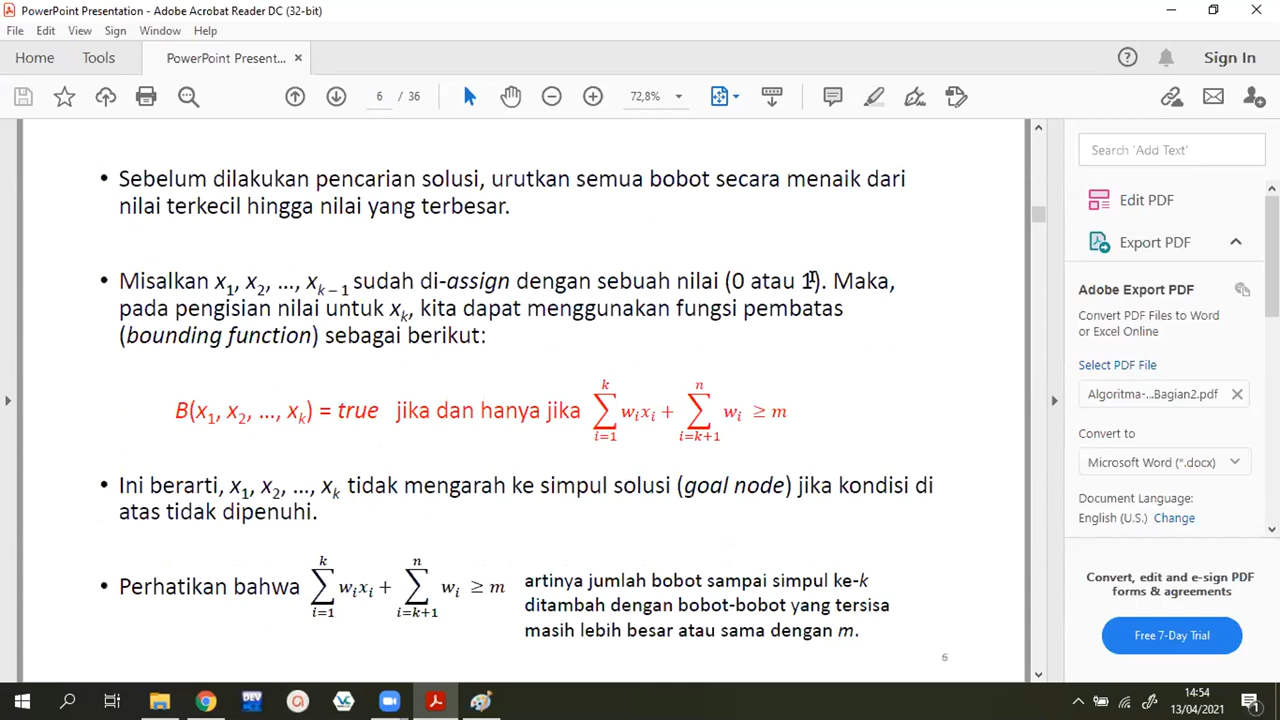 PowerPoint Presentation - Adobe Acrobat Reader DC (32-bit)
File Edit View Sign Window Help
Home Tools PowerPoint Present... × Sign In
6 / 36 72,8%
• Sebelum dilakukan pencarian solusi, urutkan semua bobot secara menaik dari
nilai terkecil hingga nilai yang terbesar.
• Misalkan x₁, x₂, ..., xₖ₋₁ sudah di-assign dengan sebuah nilai (0 atau 1). Maka,
pada pengisian nilai untuk xₖ, kita dapat menggunakan fungsi pembatas
(bounding function) sebagai berikut:
B(x₁, x₂, ..., xₖ) = true jika dan hanya jika ∑_{i=1}^{k} wᵢxᵢ + ∑_{i=k+1}^{n} wᵢ ≥ m
• Ini berarti, x₁, x₂, ..., xₖ tidak mengarah ke simpul solusi (goal node) jika kondisi di
atas tidak dipenuhi.
• Perhatikan bahwa ∑_{i=1}^{k} wᵢxᵢ + ∑_{i=k+1}^{n} wᵢ ≥ m
artinya jumlah bobot sampai simpul ke-k
ditambah dengan bobot-bobot yang tersisa
masih lebih besar atau sama dengan m.
6
Search 'Add Text'
Edit PDF
Export PDF
Adobe Export PDF
Convert PDF Files to Word
or Excel Online
Select PDF File
Algoritma-...Bagian2.pdf ×
Convert to
Microsoft Word (*.docx)
Document Language:
English (U.S.) Change
Convert, edit and e-sign PDF
forms & agreements
Free 7-Day Trial
DEV
14:54
13/04/2021
1